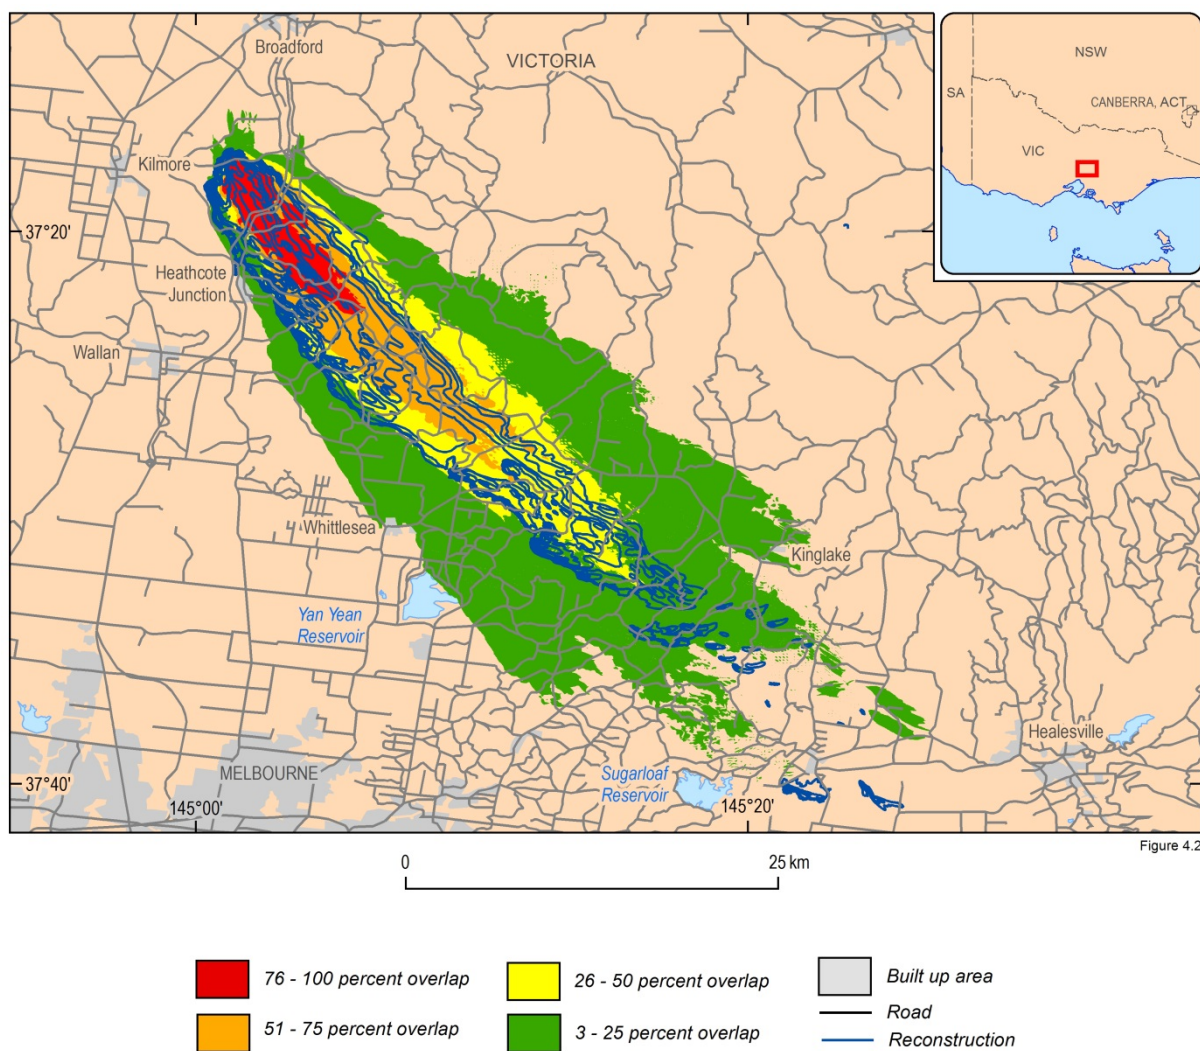 Broadford
VICTORIA
NSW
SA
CANBERRA, ACT
VIC
Kilmore
37°20'
Heathcote
Junction
Wallan
Whittlesea
Kinglake
Yan Yean
Reservoir
Healesville
MELBOURNE
Sugarloaf
Reservoir
37°40'
145°00'
145°20'
Figure 4.2
0
25 km
76 - 100 percent overlap
26 - 50 percent overlap
Built up area
51 - 75 percent overlap
3 - 25 percent overlap
Road
Reconstruction